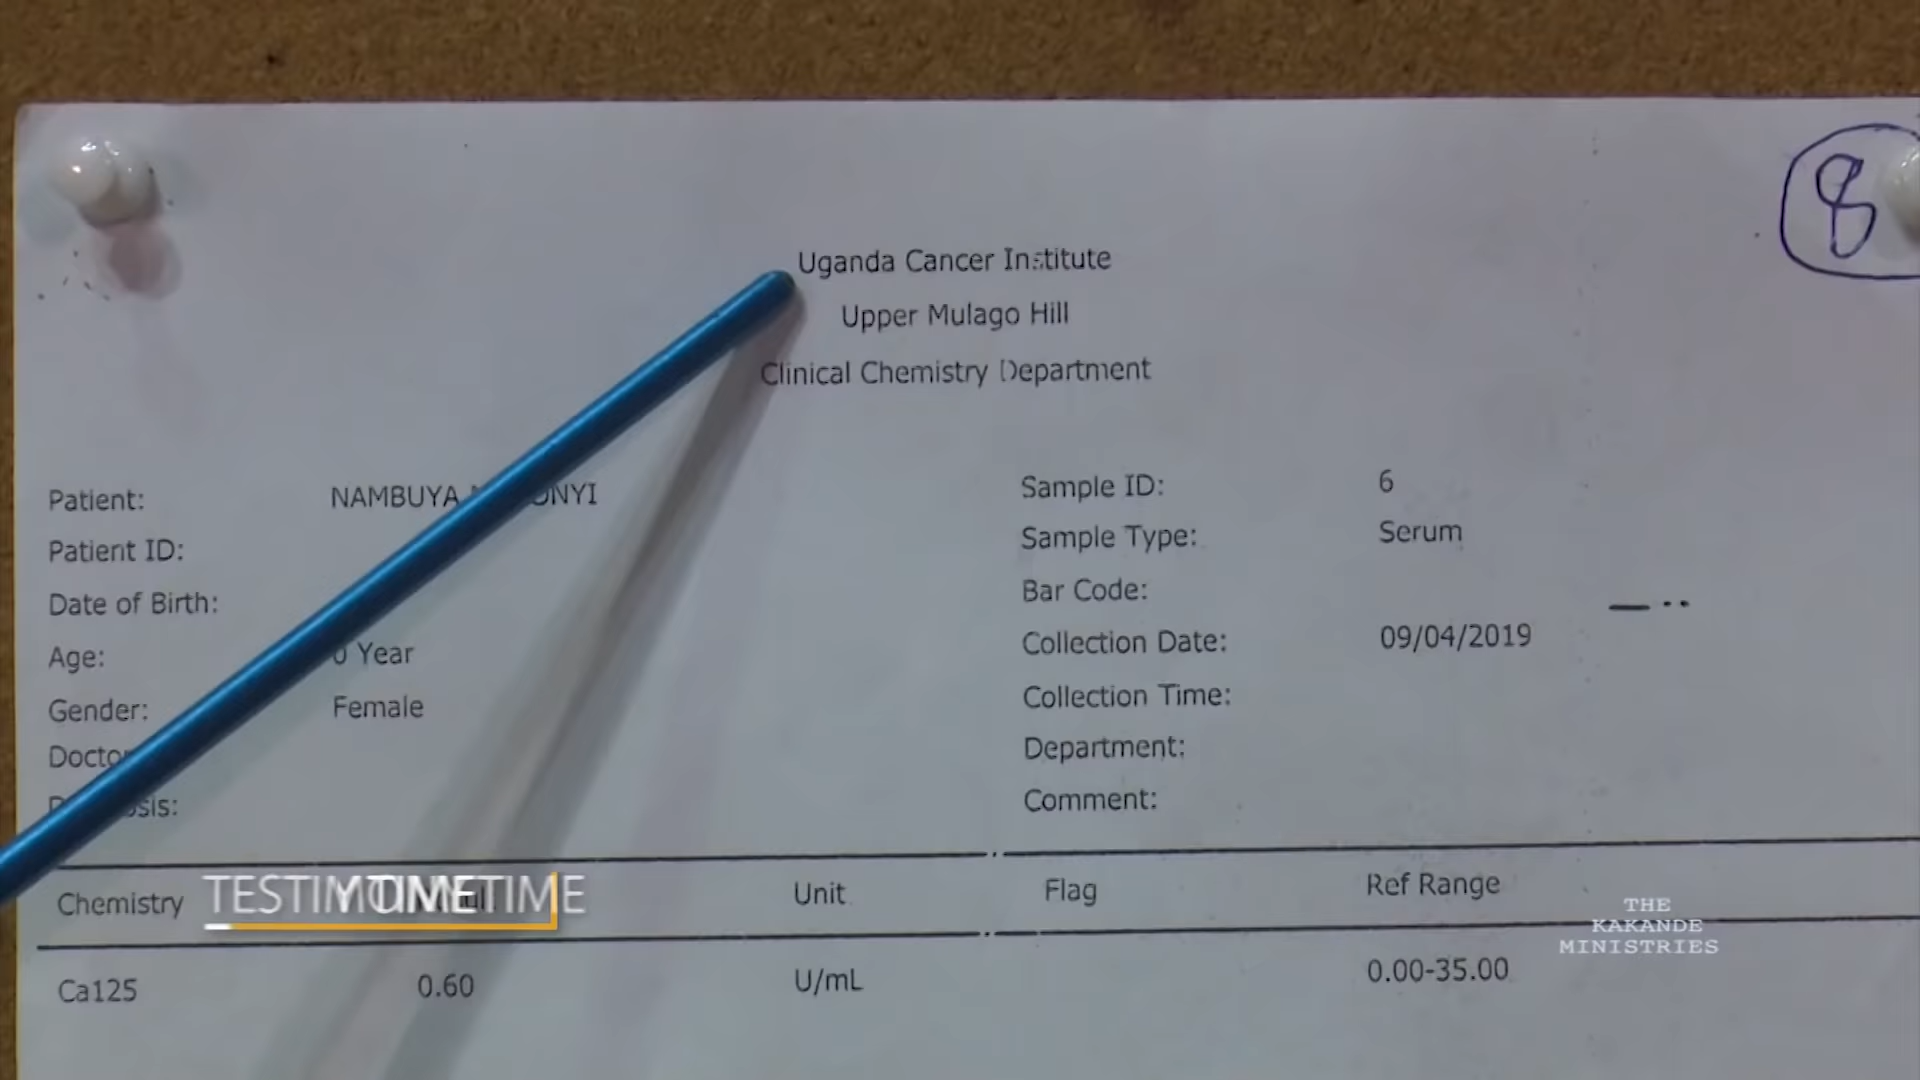 8
Uganda Cancer Institute
Upper Mulago Hill
Clinical Chemistry Department
Patient: NAMBUYA
Patient ID:
Date of Birth:
Age: 0 Year
Gender: Female
Sample ID: 6
Sample Type: Serum
Bar Code:
Collection Date: 09/04/2019
Collection Time:
Department:
Comment:
Chemistry Unit Flag Ref Range
Ca125 0.60 U/mL 0.00-35.00
THE
KAKANDE
MINISTRIES